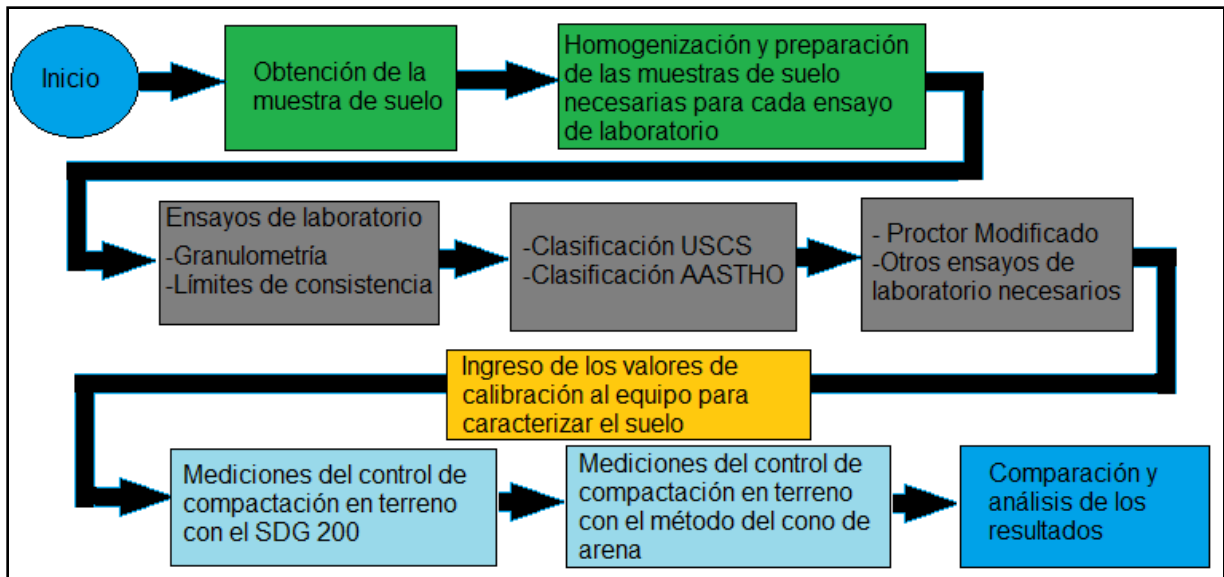 Inicio
Obtención de la
muestra de suelo
Homogenización y preparación
de las muestras de suelo
necesarias para cada ensayo
de laboratorio
Ensayos de laboratorio
-Granulometría
-Límites de consistencia
-Clasificación USCS
-Clasificación AASTHO
- Proctor Modificado
-Otros ensayos de
laboratorio necesarios
Ingreso de los valores de
calibración al equipo para
caracterizar el suelo
Mediciones del control de
compactación en terreno
con el SDG 200
Mediciones del control de
compactación en terreno
con el método del cono de
arena
Comparación y
análisis de los
resultados